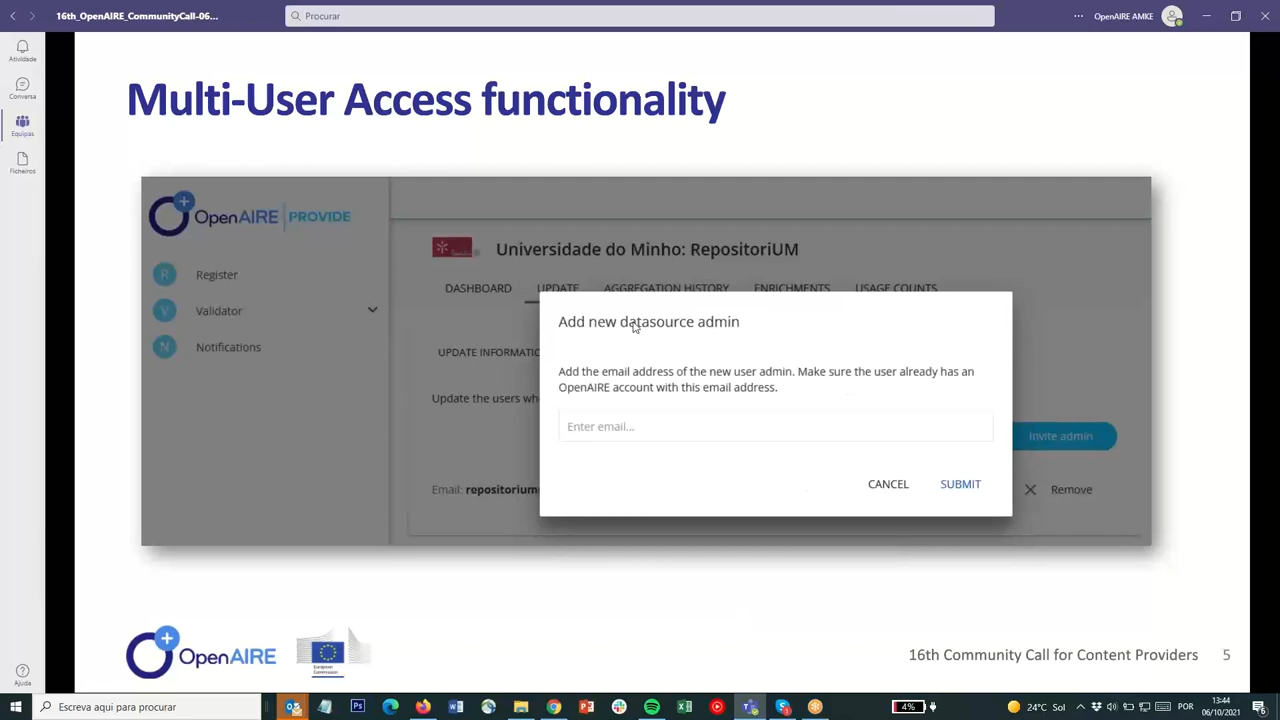 16th_OpenAIRE_CommunityCall-06...
Procurar
OpenAIRE AMKE
Atividade
Conversa
Equipas
Ficheiros
Ajuda
Multi-User Access functionality
OpenAIRE PROVIDE
R Register
V Validator
N Notifications
Universidade do Minho: RepositoriUM
DASHBOARD UPDATE AGGREGATION HISTORY ENRICHMENTS USAGE COUNTS
UPDATE INFORMATIO
Update the users wh
Invite admin
Email: repositorium
Remove
Add new datasource admin
Add the email address of the new user admin. Make sure the user already has an
OpenAIRE account with this email address.
Enter email...
CANCEL SUBMIT
OpenAIRE
European
Commission
16th Community Call for Content Providers 5
Escreva aqui para procurar
4%
24°C Sol
POR
13:44
06/10/2021